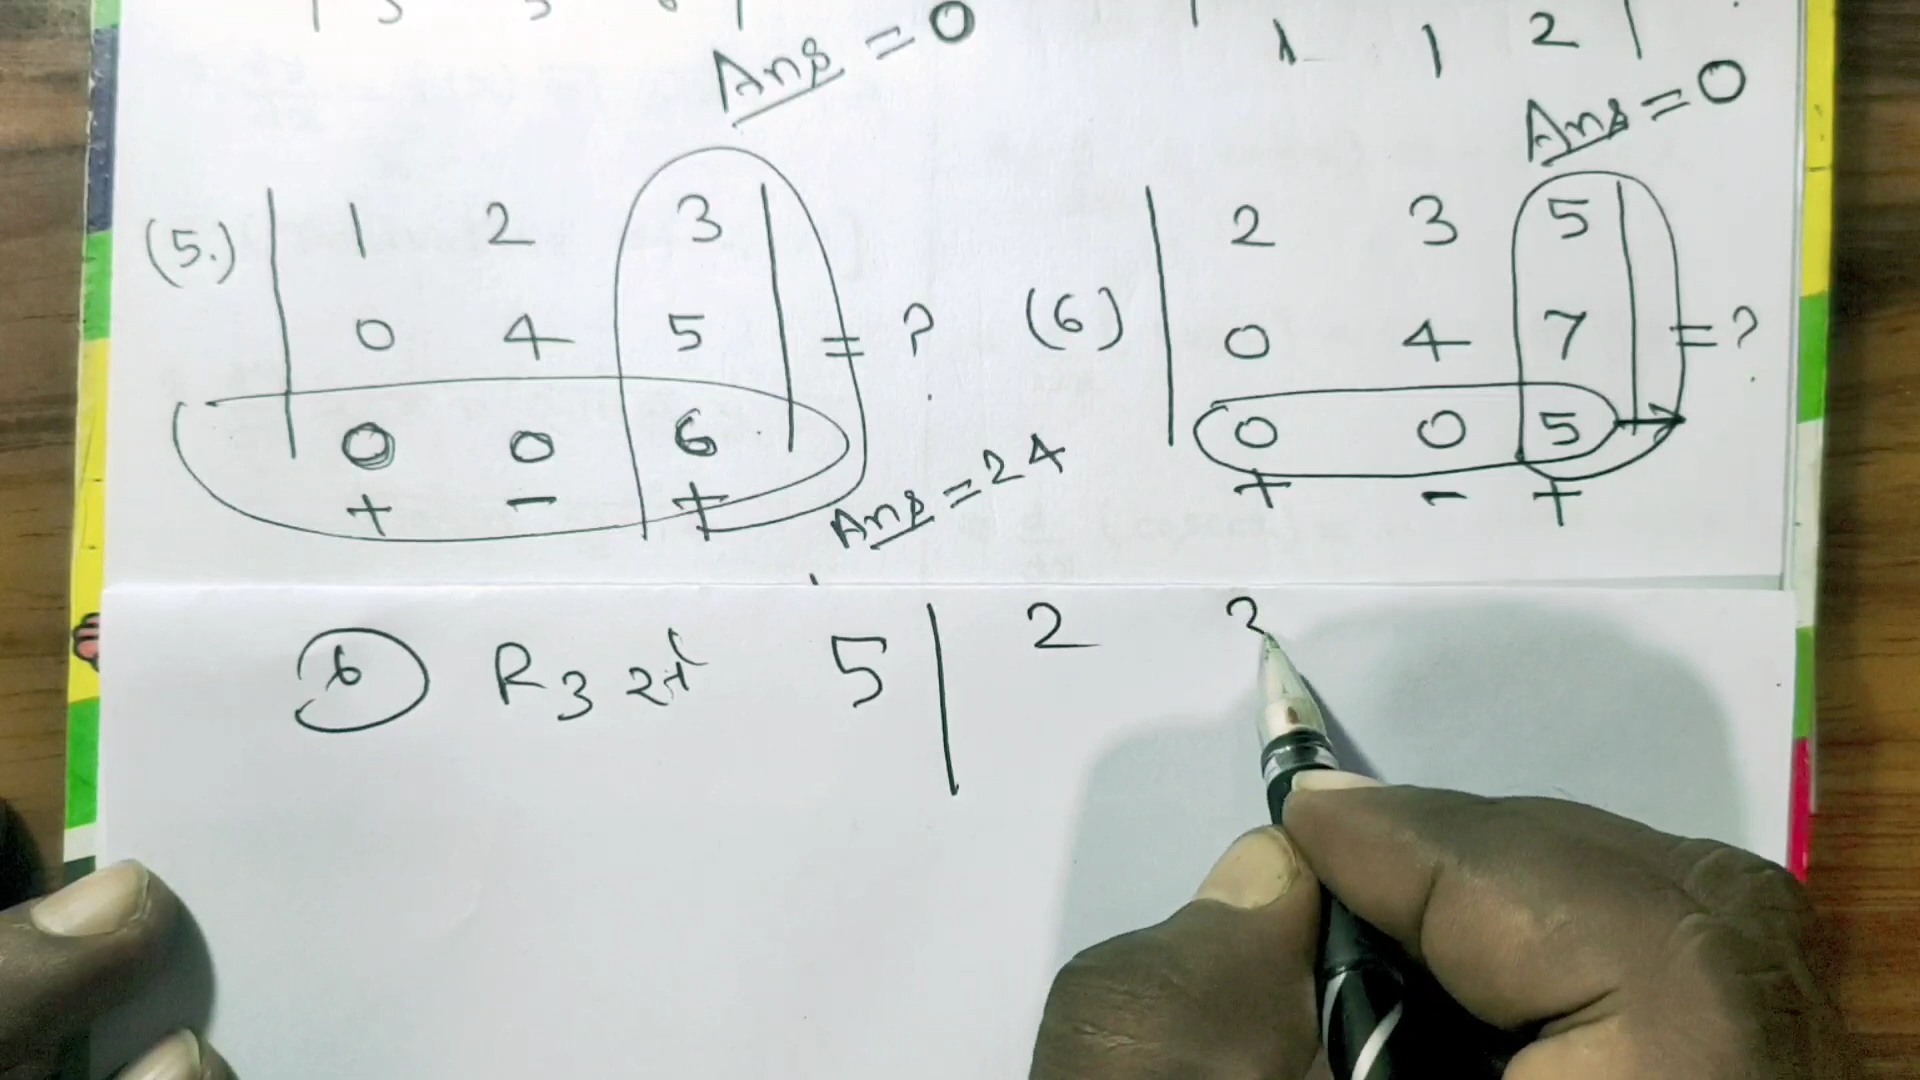 Ans = 0
1 1 2 |
Ans = 0
(5.) | 1 2 3 |
0 4 5 = ?
0 0 6
+ - +
Ans = 24
(6) | 2 3 5 |
0 4 7 = ?
0 0 5 →
+ - +
6 R3 5 | 2